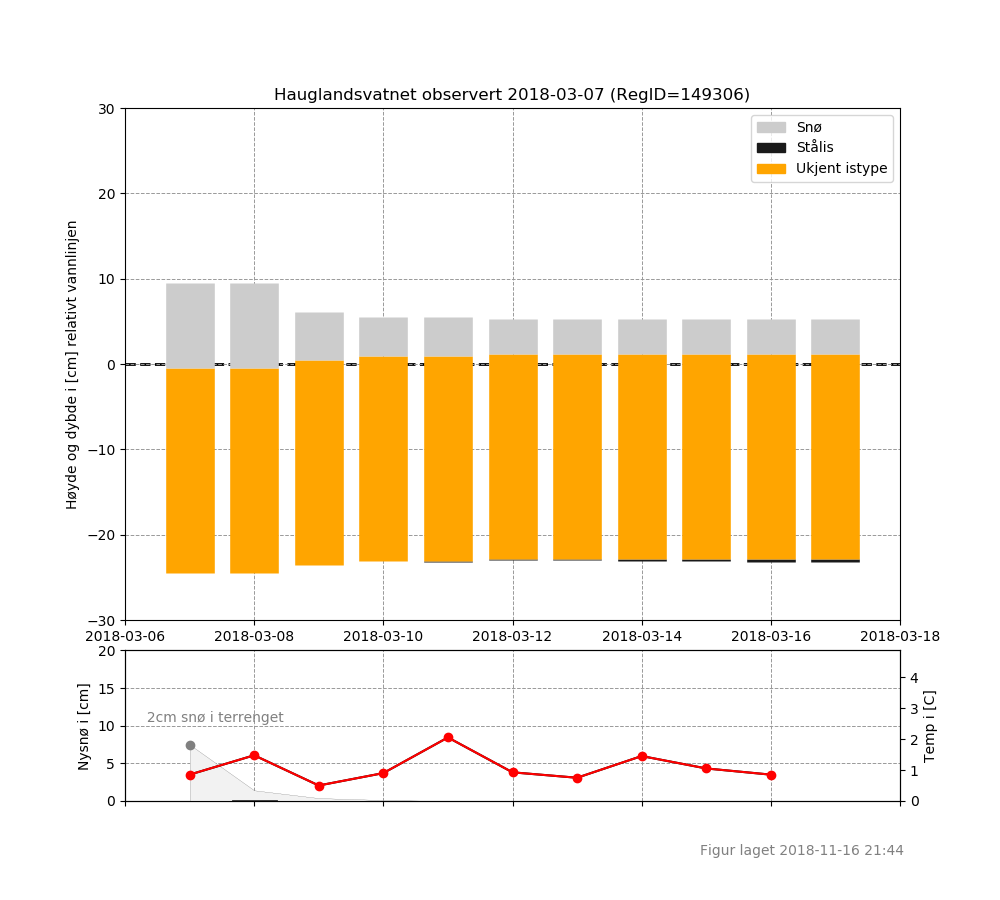 Hauglandsvatnet observert 2018-03-07 (RegID=149306)
Snø
Stålis
Ukjent istype
Høyde og dybde i [cm] relativt vannlinjen
30
20
10
0
−10
−20
−30
2018-03-06 2018-03-08 2018-03-10 2018-03-12 2018-03-14 2018-03-16 2018-03-18
Nysnø i [cm]
20
15
10
5
0
2cm snø i terrenget
4
3
2
1
0
Temp i [C]
Figur laget 2018-11-16 21:44